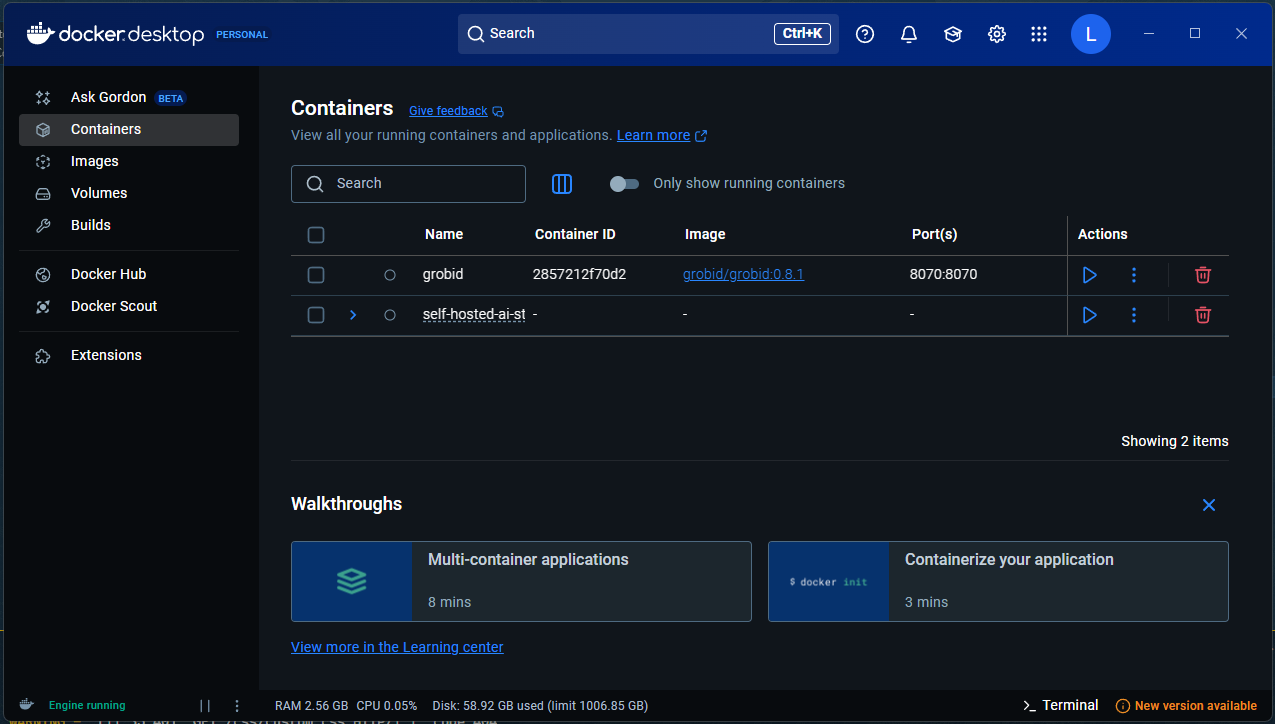 docker.desktop PERSONAL
Search Ctrl+K
L
Ask Gordon BETA
Containers
Images
Volumes
Builds
Docker Hub
Docker Scout
Extensions
Containers Give feedback
View all your running containers and applications. Learn more
Search
Only show running containers
Name Container ID Image Port(s) Actions
grobid 2857212f70d2 grobid/grobid:0.8.1 8070:8070
self-hosted-ai-st - - -
Showing 2 items
Walkthroughs
Multi-container applications
8 mins
$ docker init
Containerize your application
3 mins
View more in the Learning center
Engine running RAM 2.56 GB CPU 0.05% Disk: 58.92 GB used (limit 1006.85 GB) >_ Terminal New version available